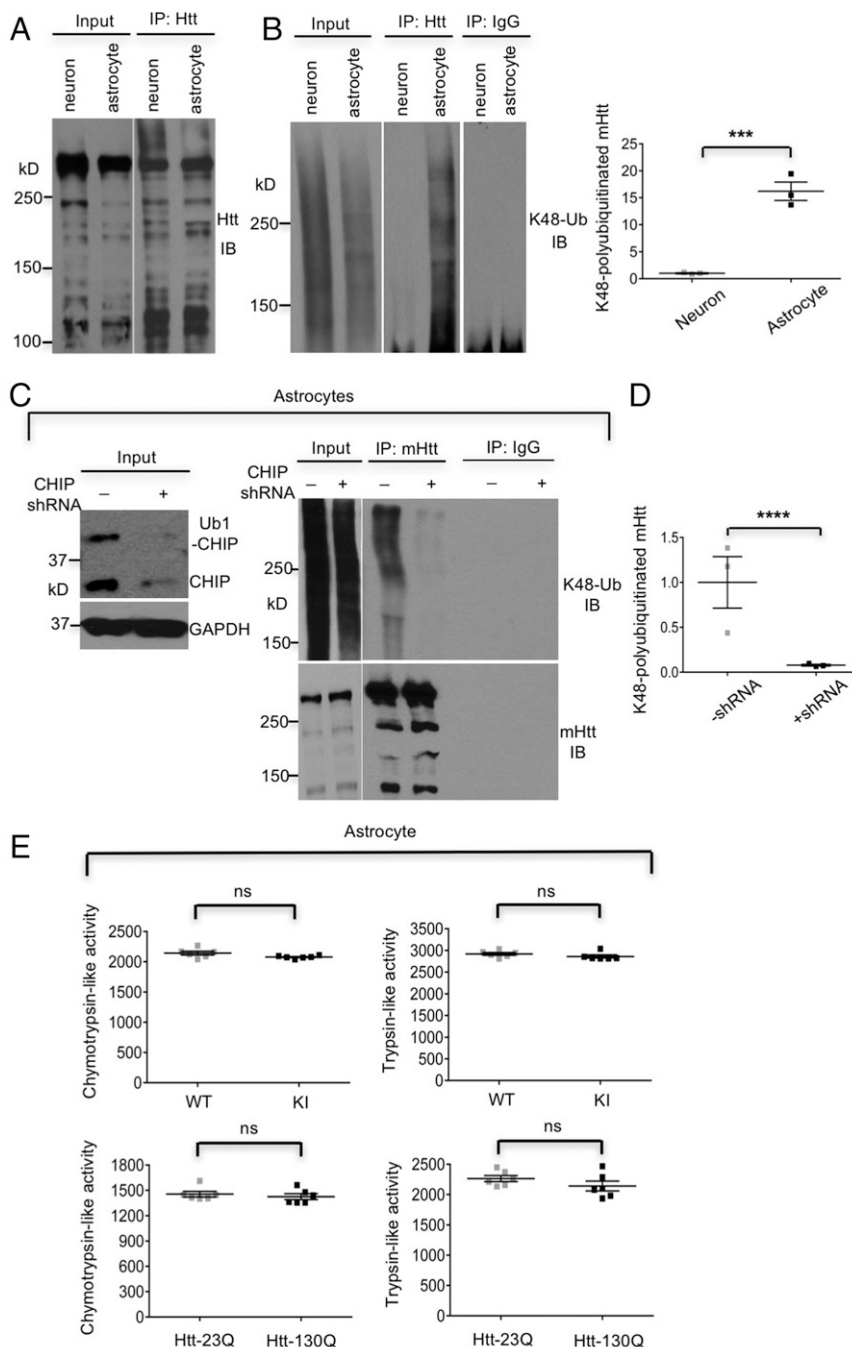 A
Input
IP: Htt
neuron
astrocyte
neuron
astrocyte
kD
250
150
100
Htt
IB
B
Input
IP: Htt
IP: IgG
neuron
astrocyte
neuron
astrocyte
neuron
astrocyte
kD
250
150
K48-Ub
IB
K48-polyubiquitinated mHtt
***
25
20
15
10
5
0
Neuron
Astrocyte
C
Astrocytes
Input
CHIP
shRNA
– +
Ub1
-CHIP
37
kD
CHIP
37
GAPDH
Input
IP: mHtt
IP: IgG
CHIP
shRNA
– + – + – +
250
kD
150
K48-Ub
IB
250
150
mHtt
IB
D
K48-polyubiquitinated mHtt
****
1.5
1.0
0.5
0.0
-shRNA
+shRNA
E
Astrocyte
Chymotrypsin-like activity
ns
2500
2000
1500
1000
500
0
WT
KI
Trypsin-like activity
ns
3500
3000
2500
2000
1500
1000
500
0
WT
KI
Chymotrypsin-like activity
ns
1800
1500
1200
900
600
300
0
Htt-23Q
Htt-130Q
Trypsin-like activity
ns
2500
2000
1500
1000
500
0
Htt-23Q
Htt-130Q